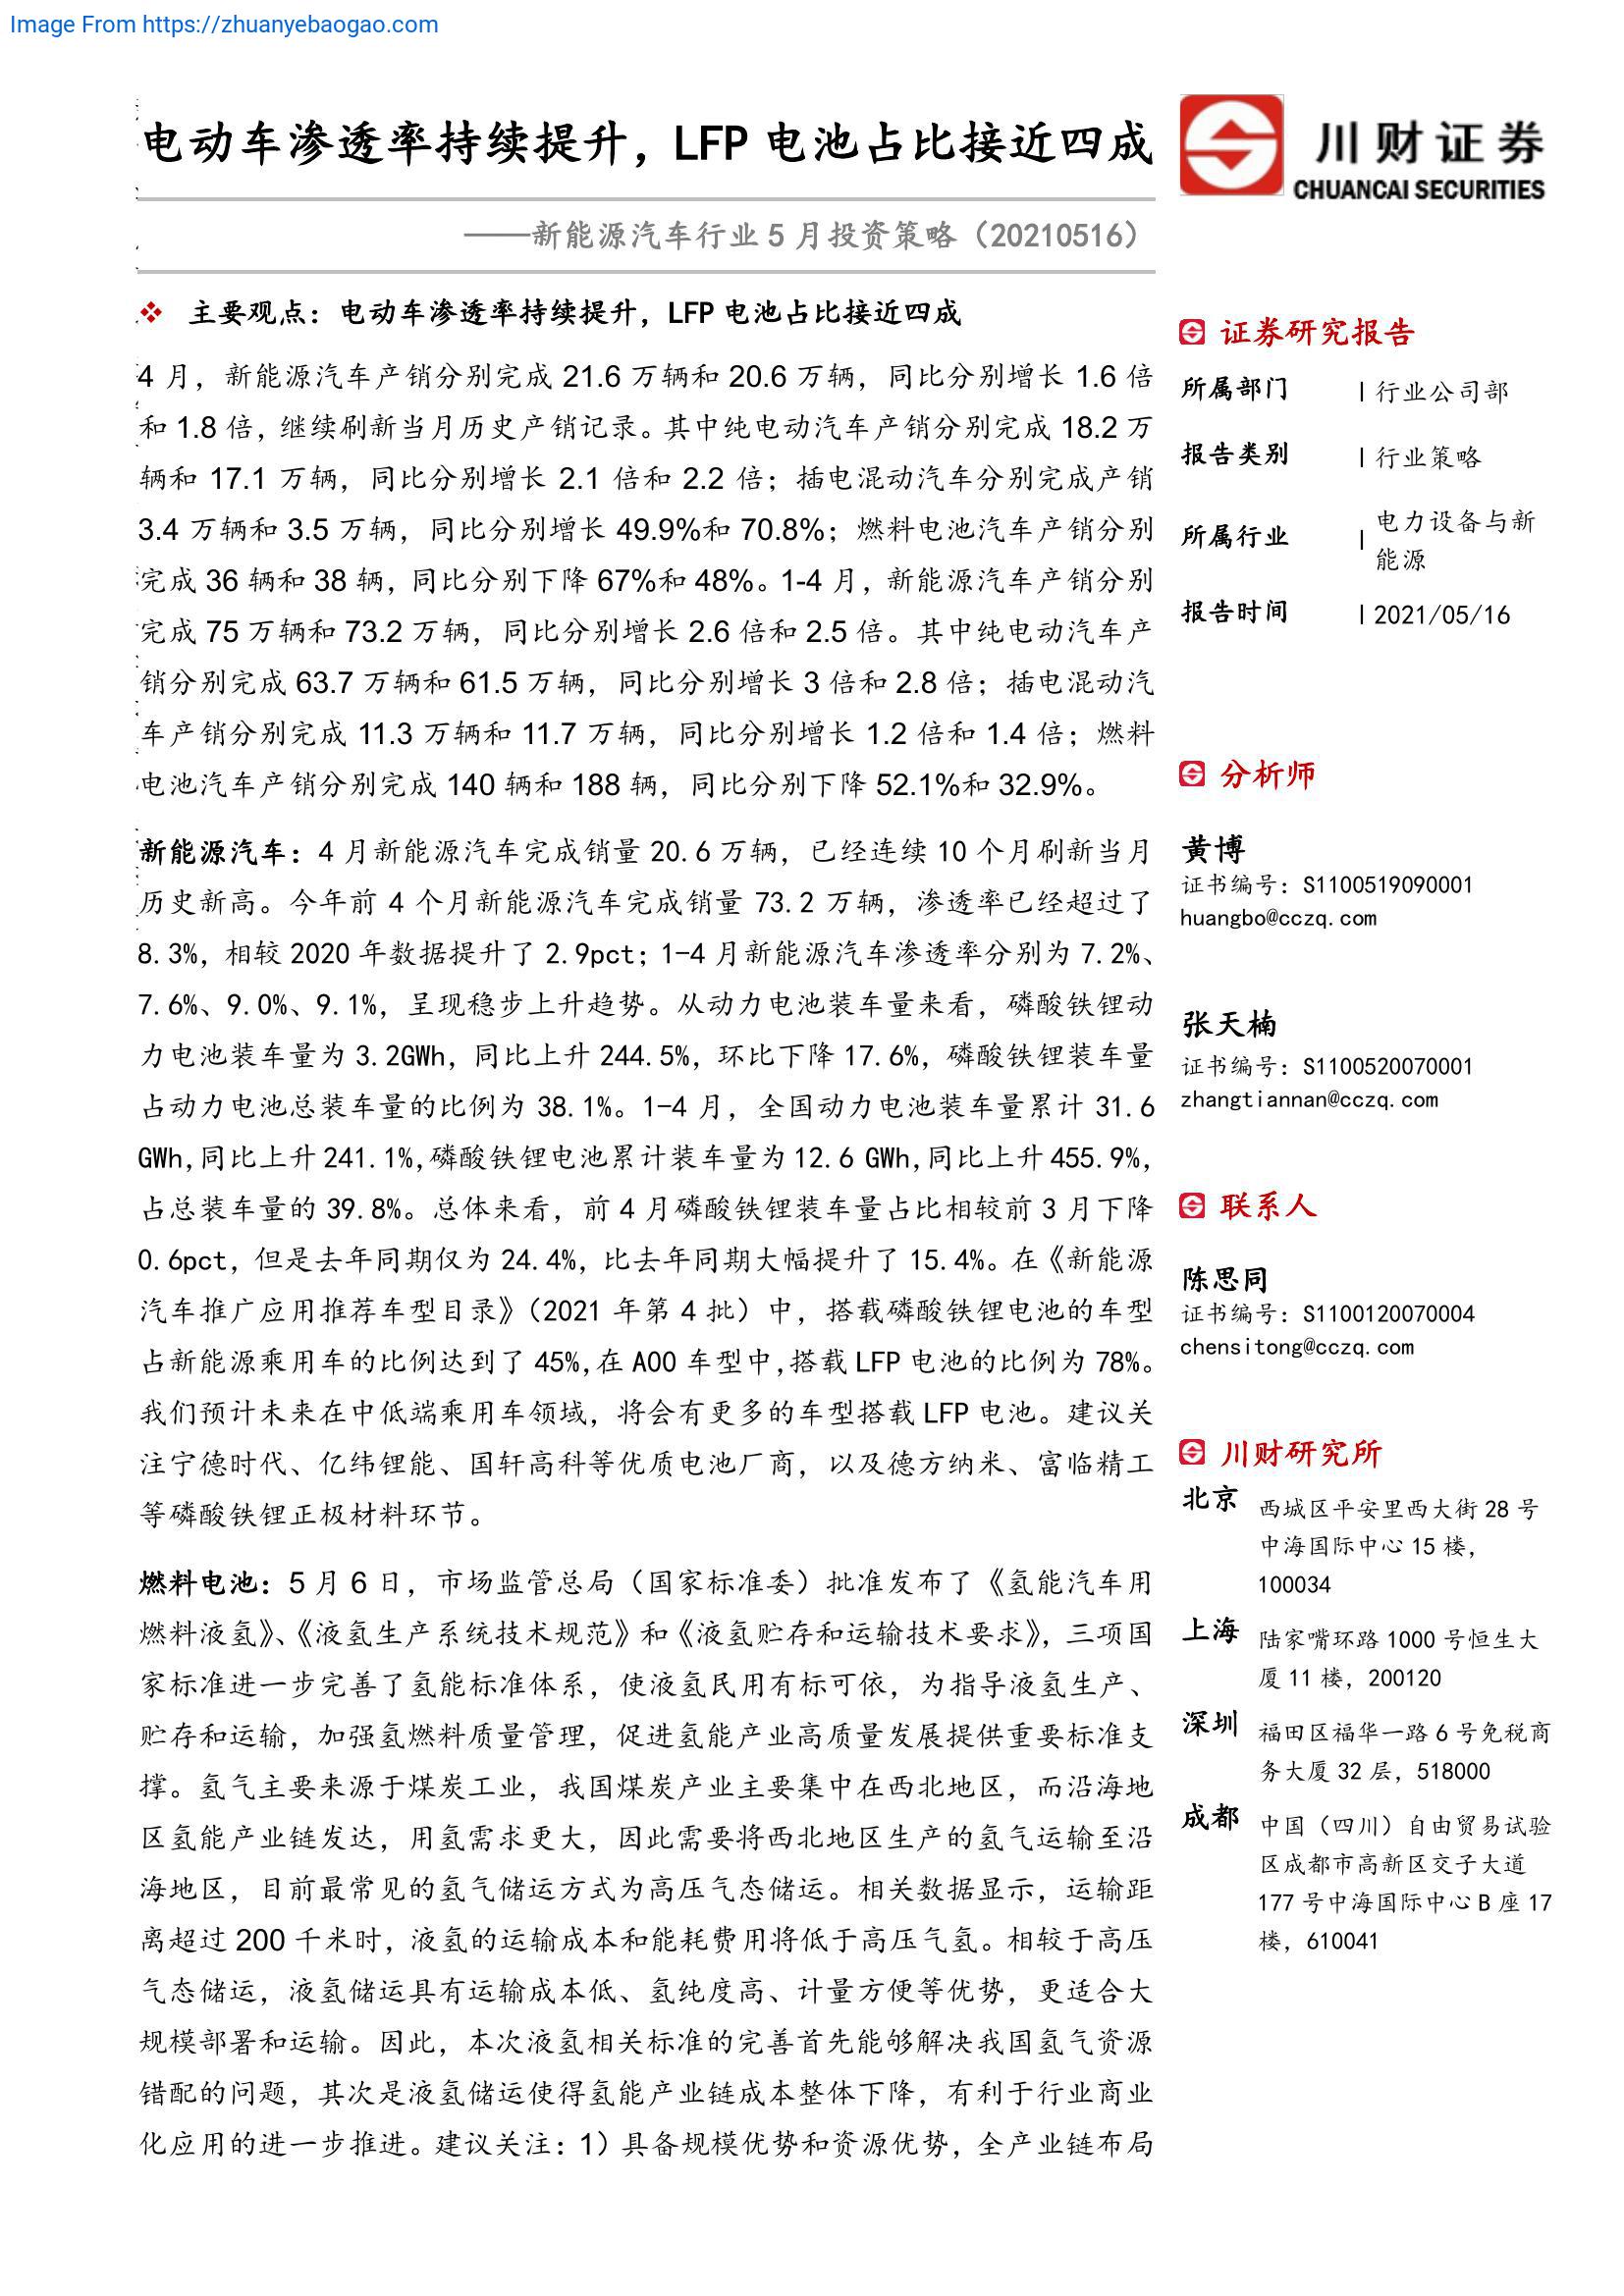 Image From https://zhuanyebaogao.com
电动车渗透率持续提升，LFP 电池占比接近四成
——新能源汽车行业 5 月投资策略（20210516）
❖ 主要观点：电动车渗透率持续提升，LFP 电池占比接近四成
4 月，新能源汽车产销分别完成 21.6 万辆和 20.6 万辆，同比分别增长 1.6 倍
和 1.8 倍，继续刷新当月历史产销记录。其中纯电动汽车产销分别完成 18.2 万
辆和 17.1 万辆，同比分别增长 2.1 倍和 2.2 倍；插电混动汽车分别完成产销
3.4 万辆和 3.5 万辆，同比分别增长 49.9%和 70.8%；燃料电池汽车产销分别
完成 36 辆和 38 辆，同比分别下降 67%和 48%。1-4 月，新能源汽车产销分别
完成 75 万辆和 73.2 万辆，同比分别增长 2.6 倍和 2.5 倍。其中纯电动汽车产
销分别完成 63.7 万辆和 61.5 万辆，同比分别增长 3 倍和 2.8 倍；插电混动汽
车产销分别完成 11.3 万辆和 11.7 万辆，同比分别增长 1.2 倍和 1.4 倍；燃料
电池汽车产销分别完成 140 辆和 188 辆，同比分别下降 52.1%和 32.9%。
新能源汽车：4 月新能源汽车完成销量 20.6 万辆，已经连续 10 个月刷新当月
历史新高。今年前 4 个月新能源汽车完成销量 73.2 万辆，渗透率已经超过了
8.3%，相较 2020 年数据提升了 2.9pct；1-4 月新能源汽车渗透率分别为 7.2%、
7.6%、9.0%、9.1%，呈现稳步上升趋势。从动力电池装车量来看，磷酸铁锂动
力电池装车量为 3.2GWh，同比上升 244.5%，环比下降 17.6%，磷酸铁锂装车量
占动力电池总装车量的比例为 38.1%。1-4 月，全国动力电池装车量累计 31.6
GWh，同比上升 241.1%，磷酸铁锂电池累计装车量为 12.6 GWh，同比上升 455.9%，
占总装车量的 39.8%。总体来看，前 4 月磷酸铁锂装车量占比相较前 3 月下降
0.6pct，但是去年同期仅为 24.4%，比去年同期大幅提升了 15.4%。在《新能源
汽车推广应用推荐车型目录》（2021 年第 4 批）中，搭载磷酸铁锂电池的车型
占新能源乘用车的比例达到了 45%，在 A00 车型中，搭载 LFP 电池的比例为 78%。
我们预计未来在中低端乘用车领域，将会有更多的车型搭载 LFP 电池。建议关
注宁德时代、亿纬锂能、国轩高科等优质电池厂商，以及德方纳米、富临精工
等磷酸铁锂正极材料环节。
燃料电池：5 月 6 日，市场监管总局（国家标准委）批准发布了《氢能汽车用
燃料液氢》、《液氢生产系统技术规范》和《液氢贮存和运输技术要求》，三项国
家标准进一步完善了氢能标准体系，使液氢民用有标可依，为指导液氢生产、
贮存和运输，加强氢燃料质量管理，促进氢能产业高质量发展提供重要标准支
撑。氢气主要来源于煤炭工业，我国煤炭产业主要集中在西北地区，而沿海地
区氢能产业链发达，用氢需求更大，因此需要将西北地区生产的氢气运输至沿
海地区，目前最常见的氢气储运方式为高压气态储运。相关数据显示，运输距
离超过 200 千米时，液氢的运输成本和能耗费用将低于高压气氢。相较于高压
气态储运，液氢储运具有运输成本低、氢纯度高、计量方便等优势，更适合大
规模部署和运输。因此，本次液氢相关标准的完善首先能够解决我国氢气资源
错配的问题，其次是液氢储运使得氢能产业链成本整体下降，有利于行业商业
化应用的进一步推进。建议关注：1）具备规模优势和资源优势，全产业链布局
川财证券
CHUANCAI SECURITIES
证券研究报告
所属部门 | 行业公司部
报告类别 | 行业策略
所属行业 | 电力设备与新
能源
报告时间 | 2021/05/16
分析师
黄博
证书编号：S1100519090001
huangbo@cczq.com
张天楠
证书编号：S1100520070001
zhangtiannan@cczq.com
联系人
陈思同
证书编号：S1100120070004
chensitong@cczq.com
川财研究所
北京 西城区平安里西大街 28 号
中海国际中心 15 楼，
100034
上海 陆家嘴环路 1000 号恒生大
厦 11 楼，200120
深圳 福田区福华一路 6 号免税商
务大厦 32 层，518000
成都 中国（四川）自由贸易试验
区成都市高新区交子大道
177 号中海国际中心 B 座 17
楼，610041